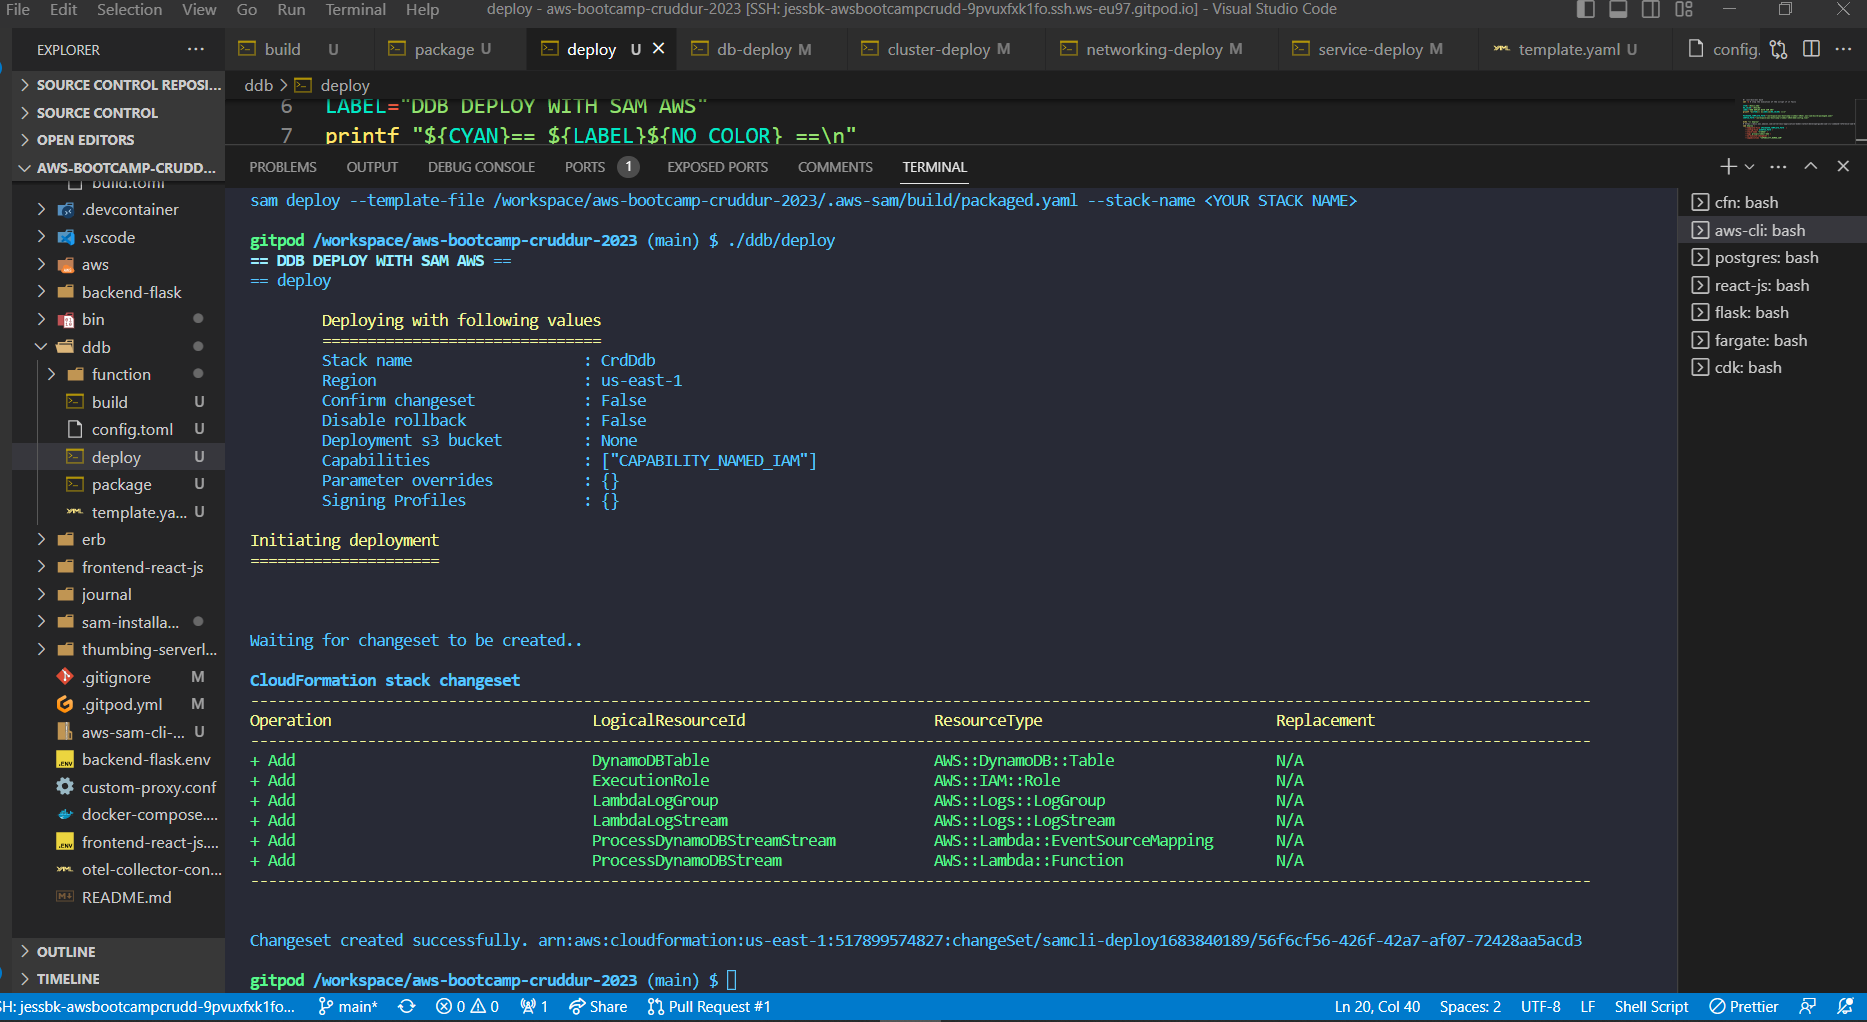 File Edit Selection View Go Run Terminal Help deploy - aws-bootcamp-cruddur-2023 [SSH: jessbk-awsbootcampcrudd-9pvuxfxk1fo.ssh.ws-eu97.gitpod.io] - Visual Studio Code
EXPLORER ···
build U package U deploy U db-deploy M cluster-deploy M networking-deploy M service-deploy M template.yaml U config.
SOURCE CONTROL REPOSI...
SOURCE CONTROL
OPEN EDITORS
AWS-BOOTCAMP-CRUDD...
build.toml
.devcontainer
.vscode
aws
backend-flask
bin
ddb
function
build U
config.toml U
deploy U
package U
template.ya... U
erb
frontend-react-js
journal
sam-installa...
thumbing-serverl...
.gitignore M
.gitpod.yml M
aws-sam-cli-... U
backend-flask.env
custom-proxy.conf
docker-compose....
frontend-react-js....
otel-collector-con...
README.md
OUTLINE
TIMELINE
ddb > deploy
6 LABEL="DDB DEPLOY WITH SAM AWS"
7 printf "${CYAN}== ${LABEL}${NO_COLOR} ==\n"
PROBLEMS OUTPUT DEBUG CONSOLE PORTS 1 EXPOSED PORTS COMMENTS TERMINAL
sam deploy --template-file /workspace/aws-bootcamp-cruddur-2023/.aws-sam/build/packaged.yaml --stack-name <YOUR STACK NAME>
gitpod /workspace/aws-bootcamp-cruddur-2023 (main) $ ./ddb/deploy
== DDB DEPLOY WITH SAM AWS ==
== deploy
Deploying with following values
===============================
Stack name : CrdDdb
Region : us-east-1
Confirm changeset : False
Disable rollback : False
Deployment s3 bucket : None
Capabilities : ["CAPABILITY_NAMED_IAM"]
Parameter overrides : {}
Signing Profiles : {}
Initiating deployment
=====================
Waiting for changeset to be created..
CloudFormation stack changeset
Operation LogicalResourceId ResourceType Replacement
+ Add DynamoDBTable AWS::DynamoDB::Table N/A
+ Add ExecutionRole AWS::IAM::Role N/A
+ Add LambdaLogGroup AWS::Logs::LogGroup N/A
+ Add LambdaLogStream AWS::Logs::LogStream N/A
+ Add ProcessDynamoDBStreamStream AWS::Lambda::EventSourceMapping N/A
+ Add ProcessDynamoDBStream AWS::Lambda::Function N/A
Changeset created successfully. arn:aws:cloudformation:us-east-1:517899574827:changeSet/samcli-deploy1683840189/56f6cf56-426f-42a7-af07-72428aa5acd3
gitpod /workspace/aws-bootcamp-cruddur-2023 (main) $
cfn: bash
aws-cli: bash
postgres: bash
react-js: bash
flask: bash
fargate: bash
cdk: bash
SH: jessbk-awsbootcampcrudd-9pvuxfxk1fo... main* 0 0 1 Share Pull Request #1 Ln 20, Col 40 Spaces: 2 UTF-8 LF Shell Script Prettier